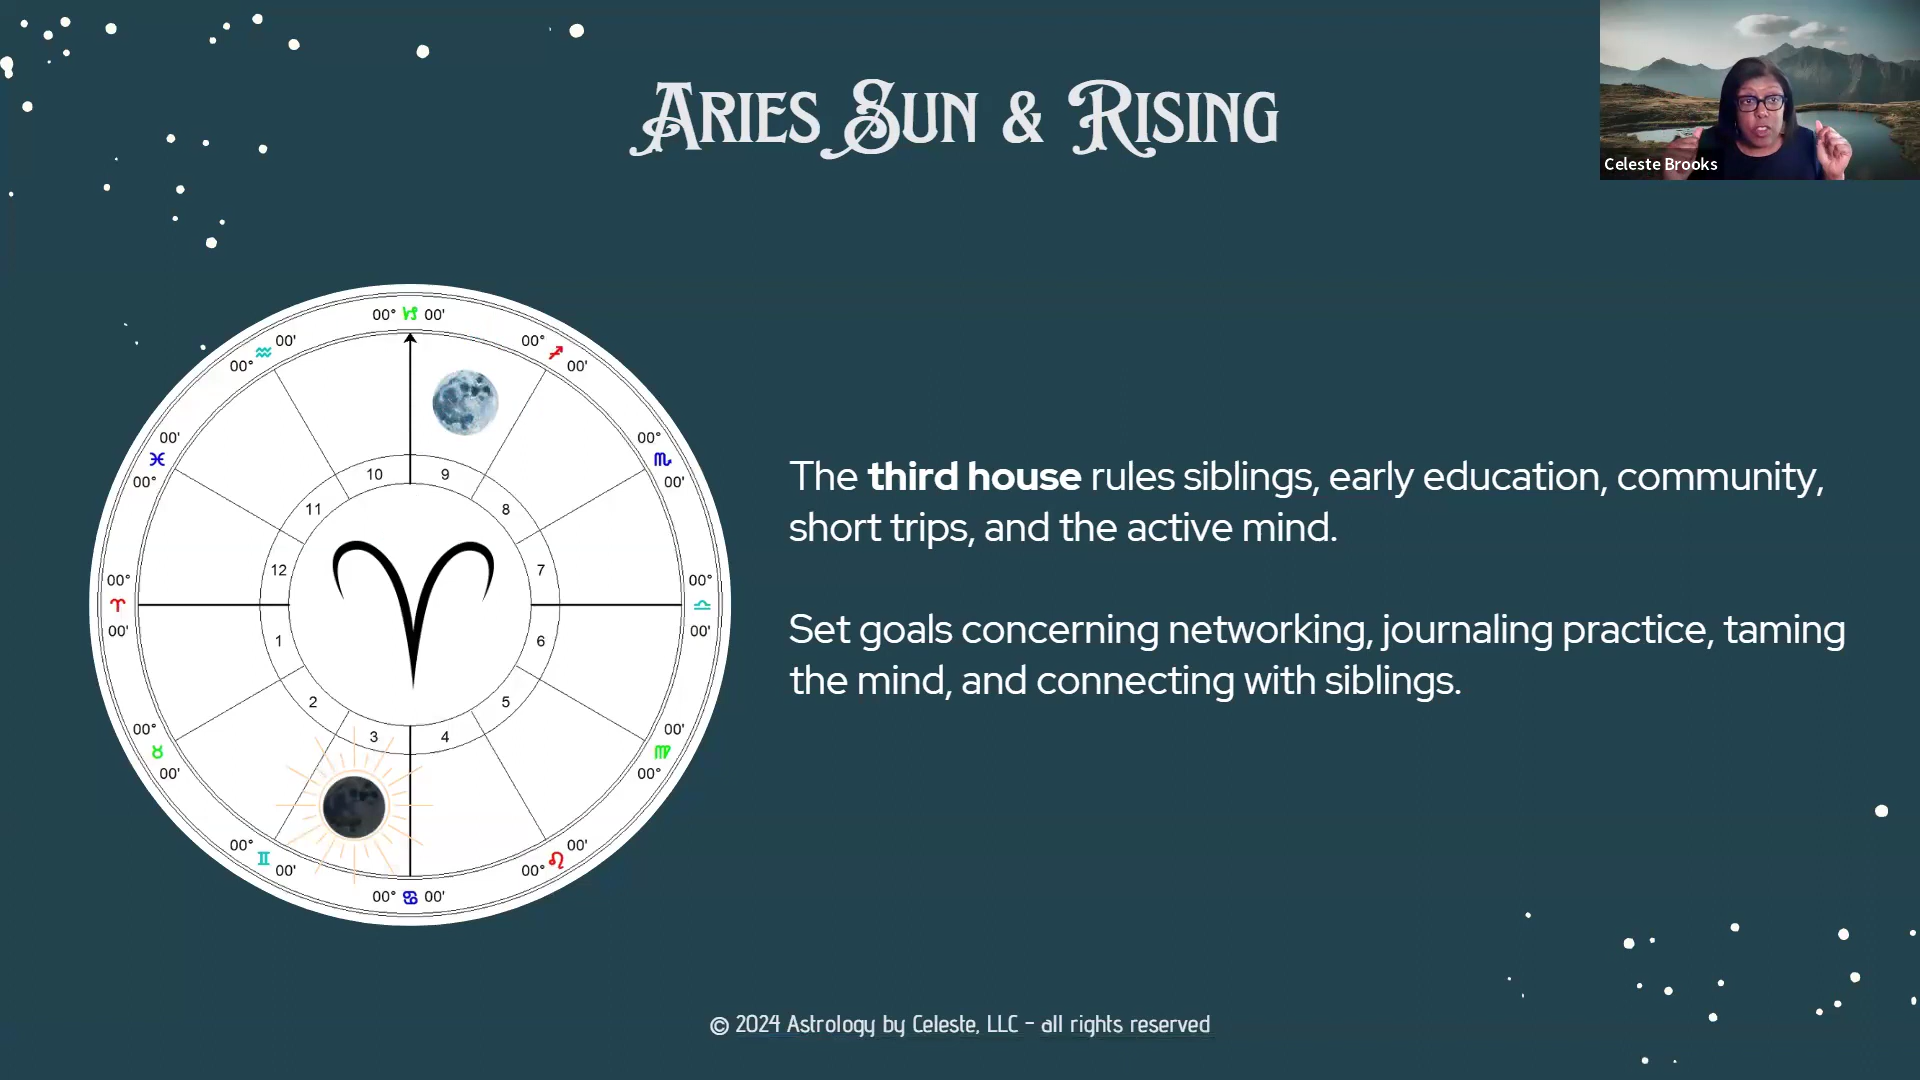 Aries Sun & Rising
Celeste Brooks
00° ♑ 00'
00° ♒ 00'
00° ♐ 00'
00' ♓ 00°
00° ♏ 00'
10
9
11
8
12
7
00° ♈ 00'
00° ♎ 00'
1
6
2
5
3
4
00° ♉ 00'
00' ♍ 00°
00° ♊ 00'
00° ♌ 00'
00° ♋ 00'
The third house rules siblings, early education, community,
short trips, and the active mind.
Set goals concerning networking, journaling practice, taming
the mind, and connecting with siblings.
© 2024 Astrology by Celeste, LLC - all rights reserved